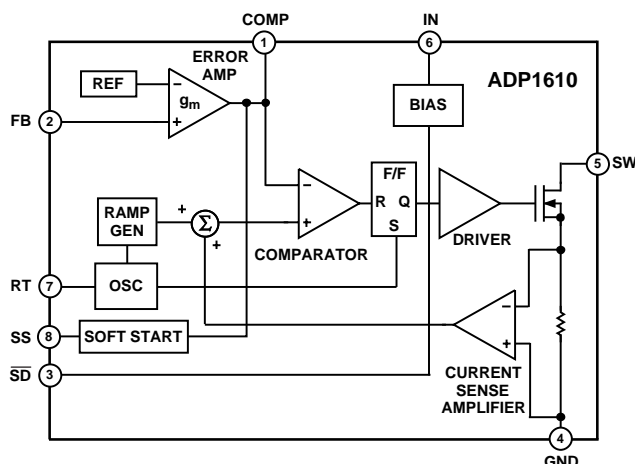 COMP
IN
1
6
ERROR
AMP
ADP1610
REF
−
gm
+
BIAS
FB
2
5
SW
F/F
−
R Q
+
S
RAMP
GEN
+
Σ
+
COMPARATOR
DRIVER
RT
7
OSC
−
+
SS
8
SOFT START
SD
3
CURRENT
SENSE
AMPLIFIER
4
GND